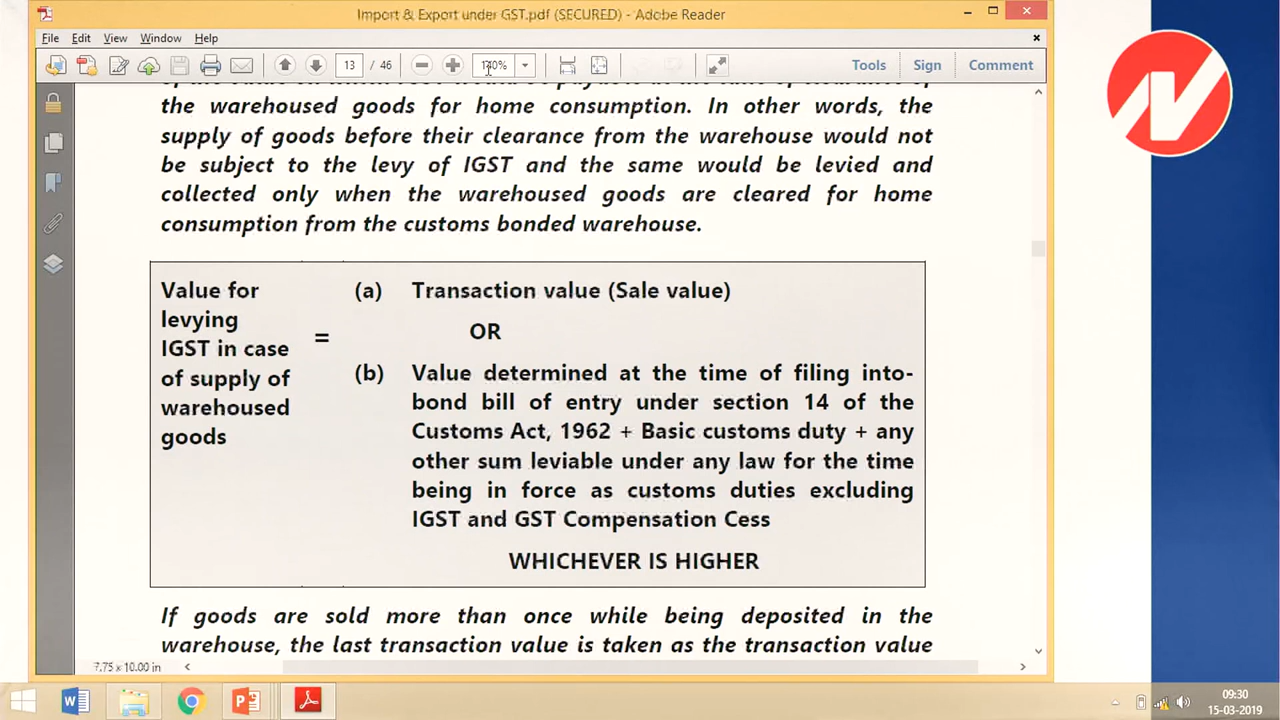 Import & Export under GST.pdf (SECURED) - Adobe Reader
File Edit View Window Help
13 / 46
Tools Sign Comment
the warehoused goods for home consumption. In other words, the
supply of goods before their clearance from the warehouse would not
be subject to the levy of IGST and the same would be levied and
collected only when the warehoused goods are cleared for home
consumption from the customs bonded warehouse.
Value for
levying
IGST in case
of supply of
warehoused
goods
=
(a) Transaction value (Sale value)
OR
(b) Value determined at the time of filing into-
bond bill of entry under section 14 of the
Customs Act, 1962 + Basic customs duty + any
other sum leviable under any law for the time
being in force as customs duties excluding
IGST and GST Compensation Cess
WHICHEVER IS HIGHER
If goods are sold more than once while being deposited in the
warehouse, the last transaction value is taken as the transaction value
7.75 x 10.00 in
09:30
15-03-2019